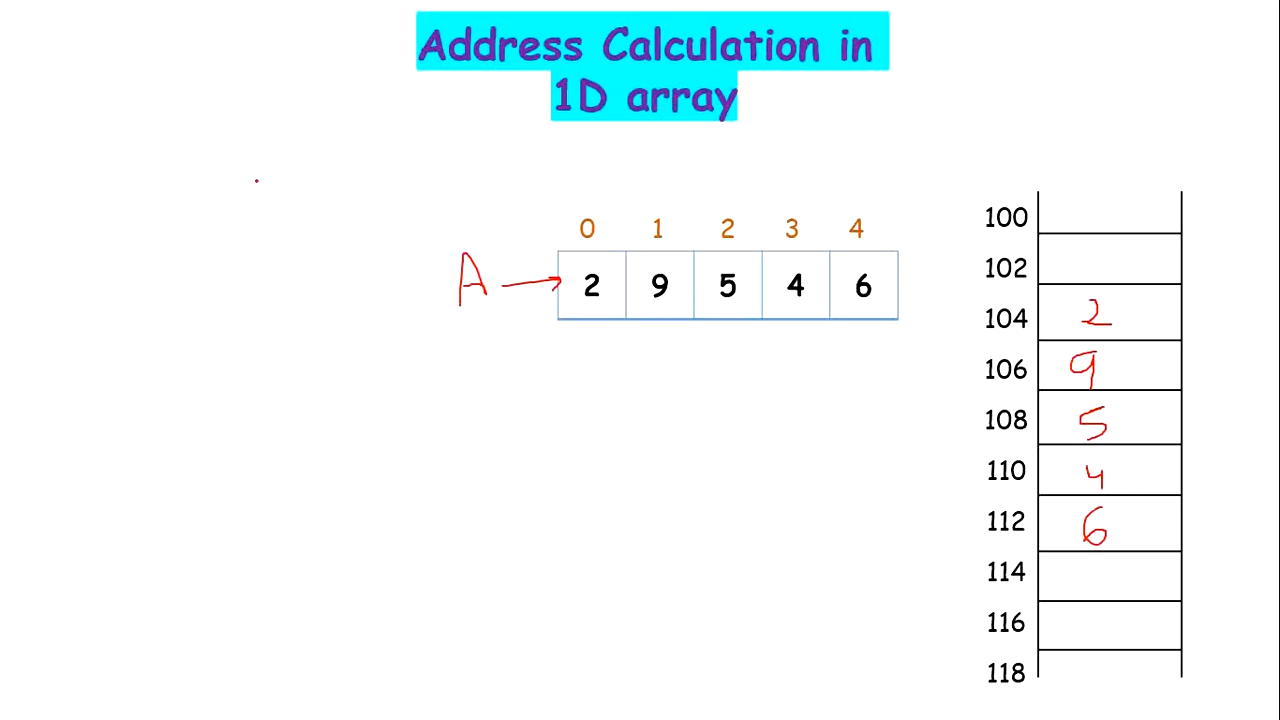 Address Calculation in
1D array
0 1 2 3 4
A → 2 9 5 4 6
100
102
104 2
106 9
108 5
110 4
112 6
114
116
118